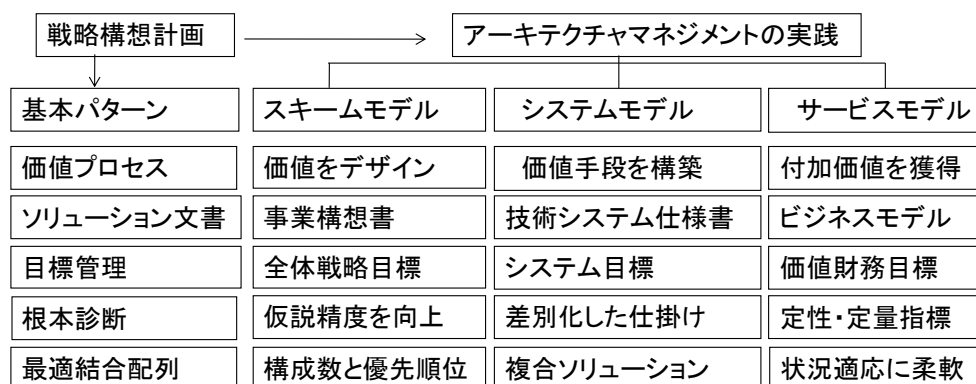 戦略構想計画 アーキテクチャマネジメントの実践
基本パターン スキームモデル システムモデル サービスモデル
価値プロセス 価値をデザイン 価値手段を構築 付加価値を獲得
ソリューション文書 事業構想書 技術システム仕様書 ビジネスモデル
目標管理 全体戦略目標 システム目標 価値財務目標
根本診断 仮説精度を向上 差別化した仕掛け 定性・定量指標
最適結合配列 構成数と優先順位 複合ソリューション 状況適応に柔軟